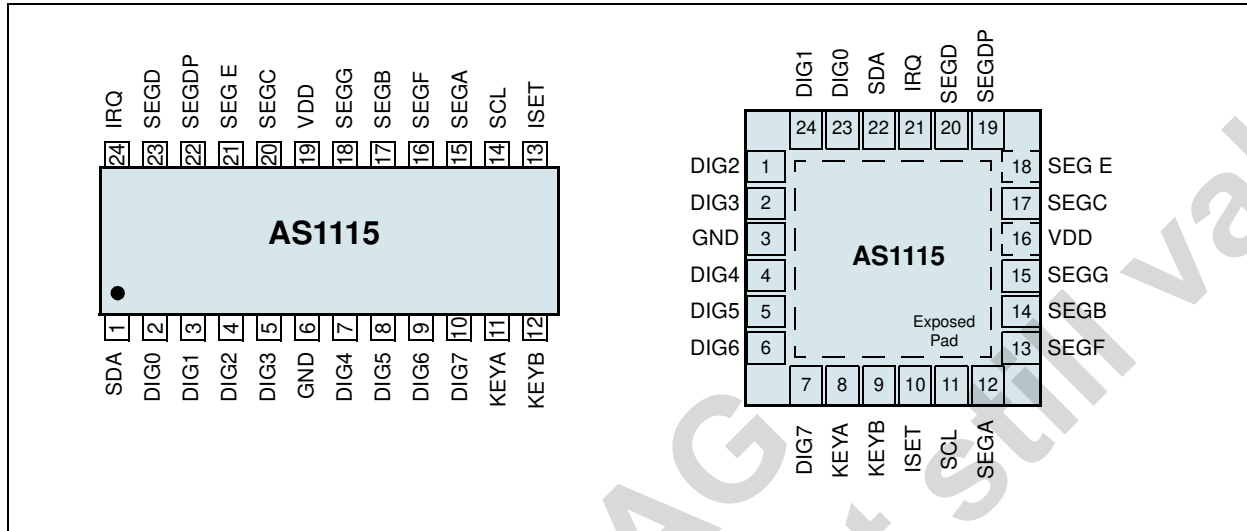 IRQ SEGD SEGDP SEG E SEGC VDD SEGG SEGB SEGF SEGA SCL ISET
24 23 22 21 20 19 18 17 16 15 14 13
AS1115
1 2 3 4 5 6 7 8 9 10 11 12
SDA DIG0 DIG1 DIG2 DIG3 GND DIG4 DIG5 DIG6 DIG7 KEYA KEYB
DIG1 DIG0 SDA IRQ SEGD SEGDP
24 23 22 21 20 19
DIG2 1 18 SEG E
DIG3 2 17 SEGC
GND 3 16 VDD
AS1115
DIG4 4 15 SEGG
DIG5 5 14 SEGB
Exposed
Pad
DIG6 6 13 SEGF
7 8 9 10 11 12
DIG7 KEYA KEYB ISET SCL SEGA
AG
still